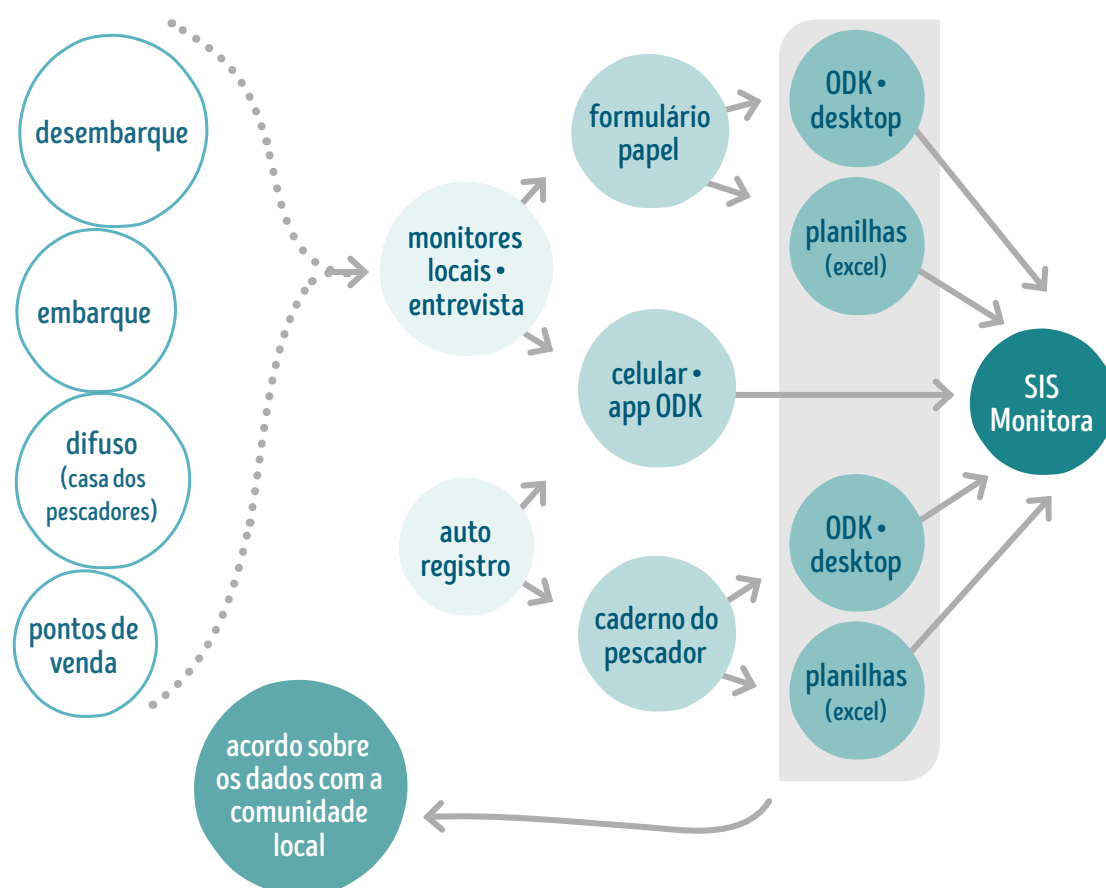 desembarque
embarque
difuso
(casa dos
pescadores)
pontos de
venda
monitores
locais •
entrevista
auto
registro
formulário
papel
celular •
app ODK
caderno do
pescador
ODK •
desktop
planilhas
(excel)
ODK •
desktop
planilhas
(excel)
SIS
Monitora
acordo sobre
os dados com a
comunidade
local